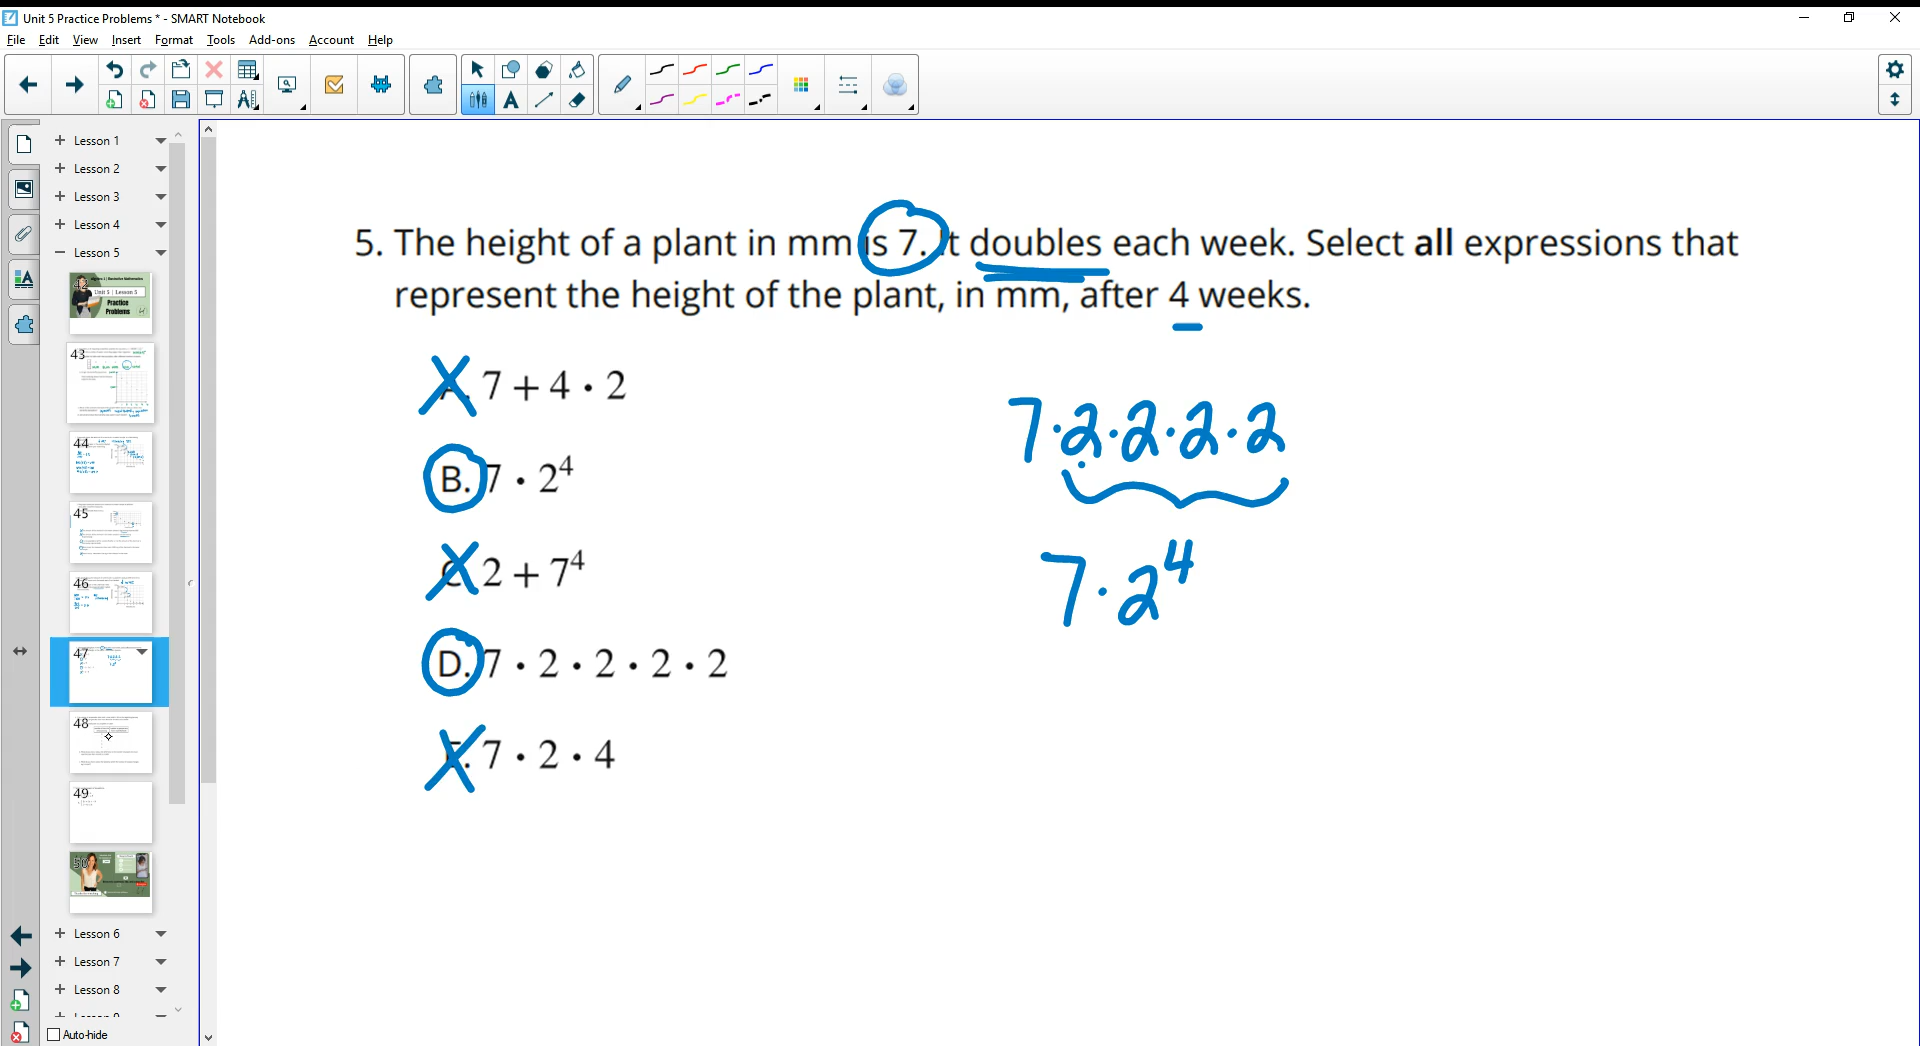 Unit 5 Practice Problems * - SMART Notebook
File Edit View Insert Format Tools Add-ons Account Help
Lesson 1
Lesson 2
Lesson 3
Lesson 4
Lesson 5
Practice
Problems
43
44
45
46
47
48
49
50
Lesson 6
Lesson 7
Lesson 8
Auto-hide
5. The height of a plant in mm is 7. It doubles each week. Select all expressions that
represent the height of the plant, in mm, after 4 weeks.
7 + 4 · 2
B. 7 · 2⁴
C. 2 + 7⁴
D. 7 · 2 · 2 · 2 · 2
E. 7 · 2 · 4
7 · 2 · 2 · 2 · 2
7 · 2⁴